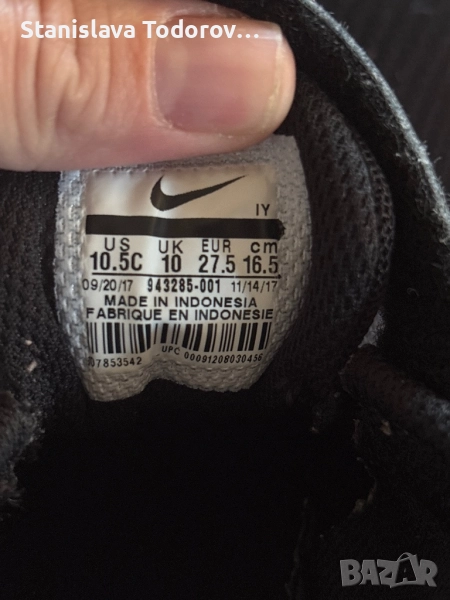 Stanislava Todorov...
IY
US UK EUR cm
10.5C 10 27.5 16.5
09/20/17 943285-001 11/14/17
MADE IN INDONESIA
FABRIQUE EN INDONESIE
07853542 UPC 00091208030456
BAZAR